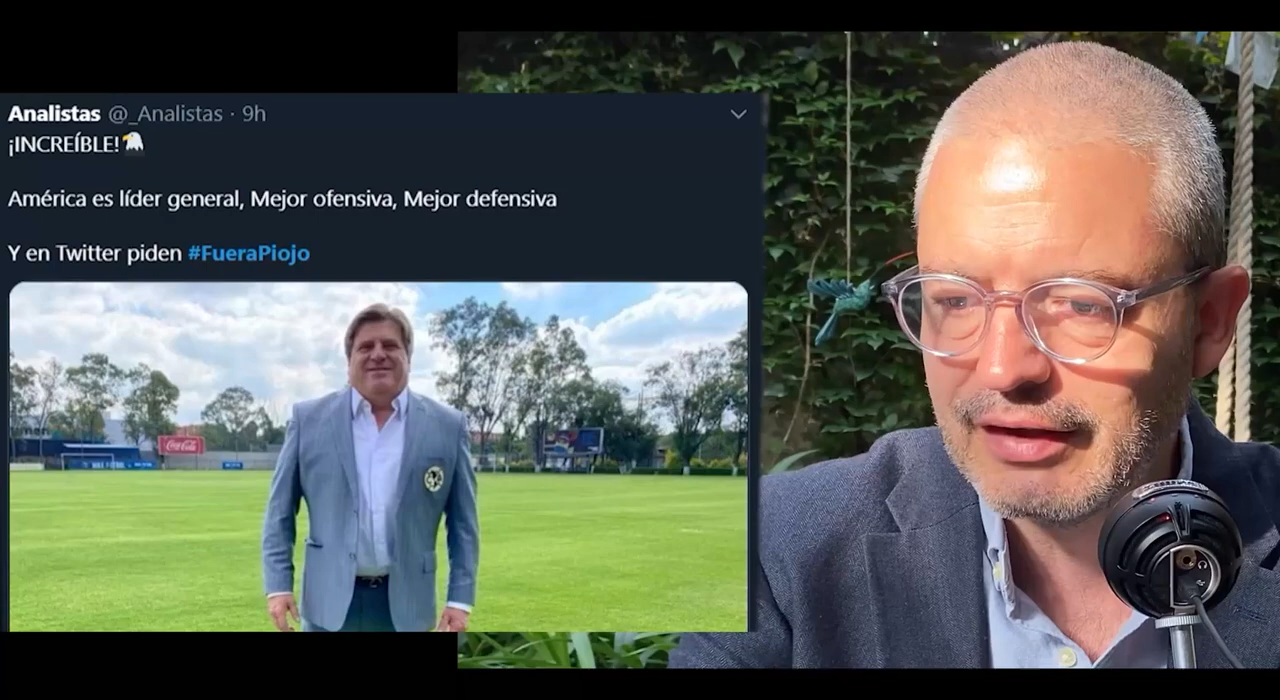 Analistas @_Analistas · 9h
¡INCREÍBLE!🦅
América es líder general, Mejor ofensiva, Mejor defensiva
Y en Twitter piden #FueraPiojo
Coca-Cola